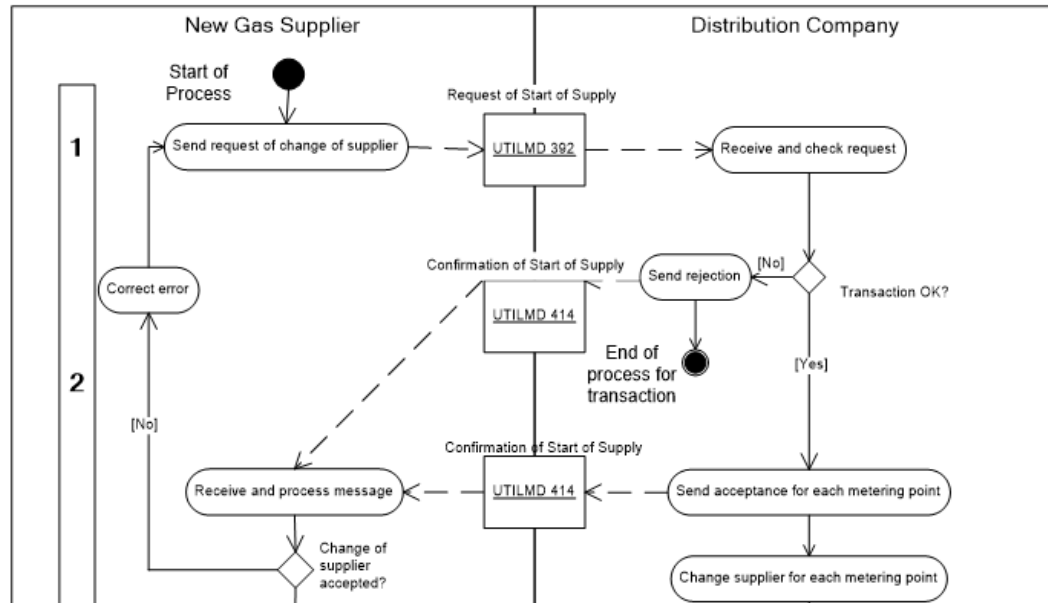 New Gas Supplier
Distribution Company
Start of
Process
Request of Start of Supply
1
Send request of change of supplier
UTILMD 392
Receive and check request
Confirmation of Start of Supply
Send rejection
[No]
Correct error
Transaction OK?
UTILMD 414
End of
process for
transaction
[Yes]
2
[No]
Confirmation of Start of Supply
Receive and process message
UTILMD 414
Send acceptance for each metering point
Change of
supplier
accepted?
Change supplier for each metering point